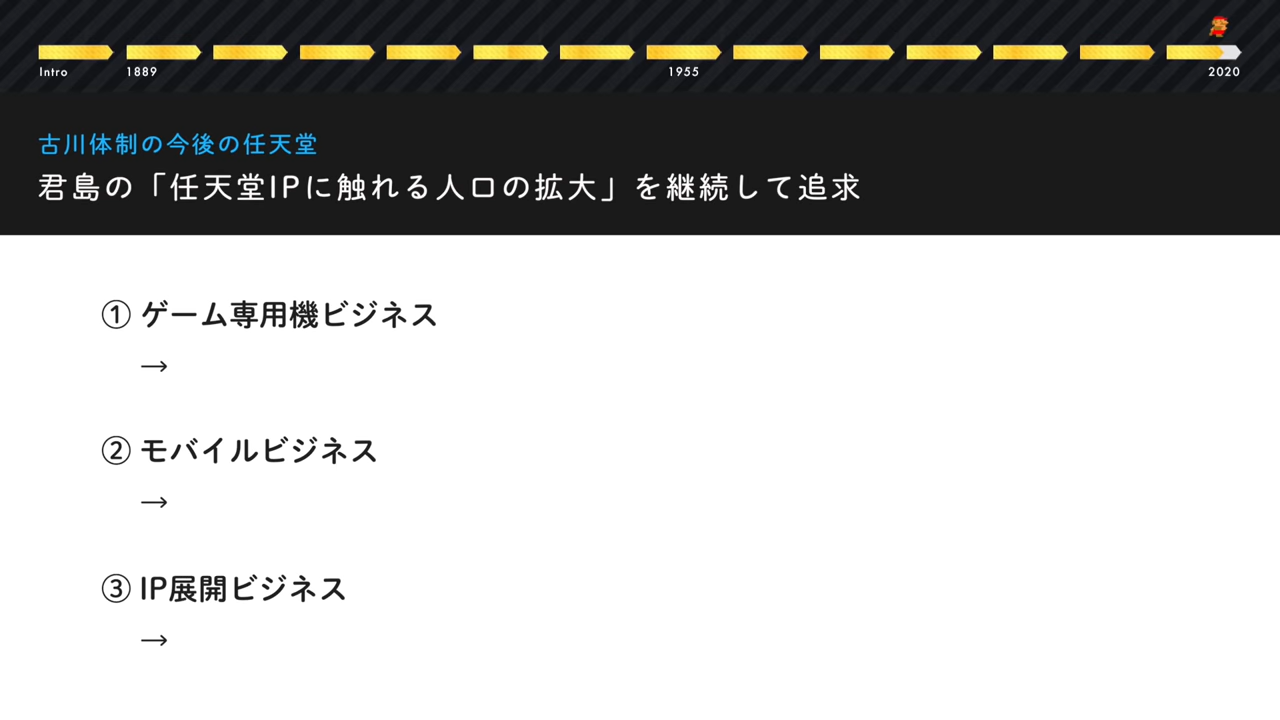 Intro
1889
1955
2020
古川体制の今後の任天堂
君島の「任天堂IPに触れる人口の拡大」を継続して追求
① ゲーム専用機ビジネス
→
② モバイルビジネス
→
③ IP展開ビジネス
→